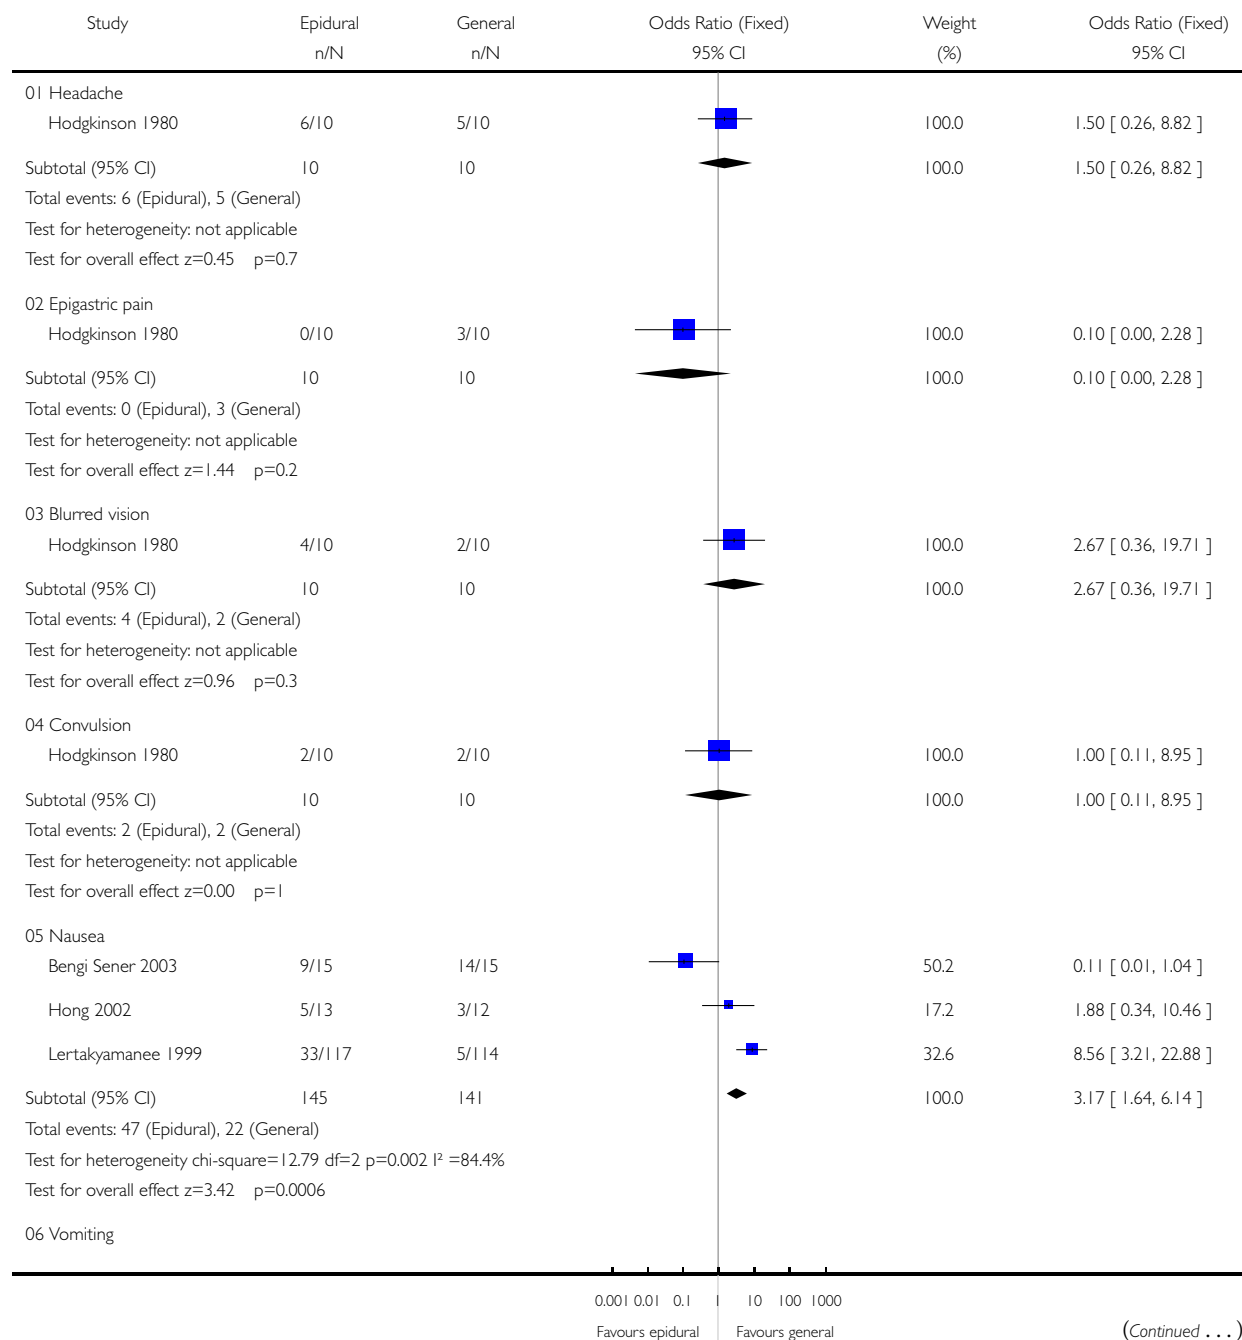 Study Epidural General Odds Ratio (Fixed) Weight Odds Ratio (Fixed)
n/N n/N 95% CI (%) 95% CI
01 Headache
Hodgkinson 1980 6/10 5/10 100.0 1.50 [ 0.26, 8.82 ]
Subtotal (95% CI) 10 10 100.0 1.50 [ 0.26, 8.82 ]
Total events: 6 (Epidural), 5 (General)
Test for heterogeneity: not applicable
Test for overall effect z=0.45 p=0.7
02 Epigastric pain
Hodgkinson 1980 0/10 3/10 100.0 0.10 [ 0.00, 2.28 ]
Subtotal (95% CI) 10 10 100.0 0.10 [ 0.00, 2.28 ]
Total events: 0 (Epidural), 3 (General)
Test for heterogeneity: not applicable
Test for overall effect z=1.44 p=0.2
03 Blurred vision
Hodgkinson 1980 4/10 2/10 100.0 2.67 [ 0.36, 19.71 ]
Subtotal (95% CI) 10 10 100.0 2.67 [ 0.36, 19.71 ]
Total events: 4 (Epidural), 2 (General)
Test for heterogeneity: not applicable
Test for overall effect z=0.96 p=0.3
04 Convulsion
Hodgkinson 1980 2/10 2/10 100.0 1.00 [ 0.11, 8.95 ]
Subtotal (95% CI) 10 10 100.0 1.00 [ 0.11, 8.95 ]
Total events: 2 (Epidural), 2 (General)
Test for heterogeneity: not applicable
Test for overall effect z=0.00 p=1
05 Nausea
Bengi Sener 2003 9/15 14/15 50.2 0.11 [ 0.01, 1.04 ]
Hong 2002 5/13 3/12 17.2 1.88 [ 0.34, 10.46 ]
Lertakyamanee 1999 33/117 5/114 32.6 8.56 [ 3.21, 22.88 ]
Subtotal (95% CI) 145 141 100.0 3.17 [ 1.64, 6.14 ]
Total events: 47 (Epidural), 22 (General)
Test for heterogeneity chi-square=12.79 df=2 p=0.002 I² =84.4%
Test for overall effect z=3.42 p=0.0006
06 Vomiting
0.001 0.01 0.1 1 10 100 1000
Favours epidural Favours general (Continued . . . )